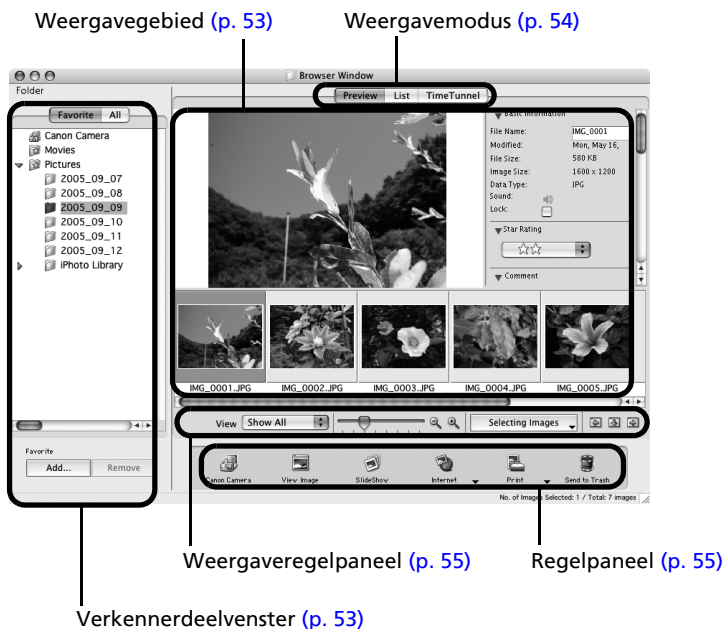 Weergavegebied (p. 53)
Weergavemodus (p. 54)
Browser Window
Folder
Favorite All
Preview List TimeTunnel
Canon Camera
Movies
Pictures
2005_09_07
2005_09_08
2005_09_09
2005_09_10
2005_09_11
2005_09_12
iPhoto Library
Basic Information
File Name: IMG_0001
Modified: Mon, May 16,
File Size: 580 KB
Image Size: 1600 x 1200
Data Type: JPG
Sound:
Lock:
Star Rating
Comment
IMG_0001.JPG IMG_0002.JPG IMG_0003.JPG IMG_0004.JPG IMG_0005.JPG
View Show All Selecting Images
Favorite
Add... Remove
Canon Camera View Image SlideShow Internet Print Send to Trash
No. of Images Selected: 1 / Total: 7 images
Weergaveregelpaneel (p. 55)
Regelpaneel (p. 55)
Verkennerdeelvenster (p. 53)